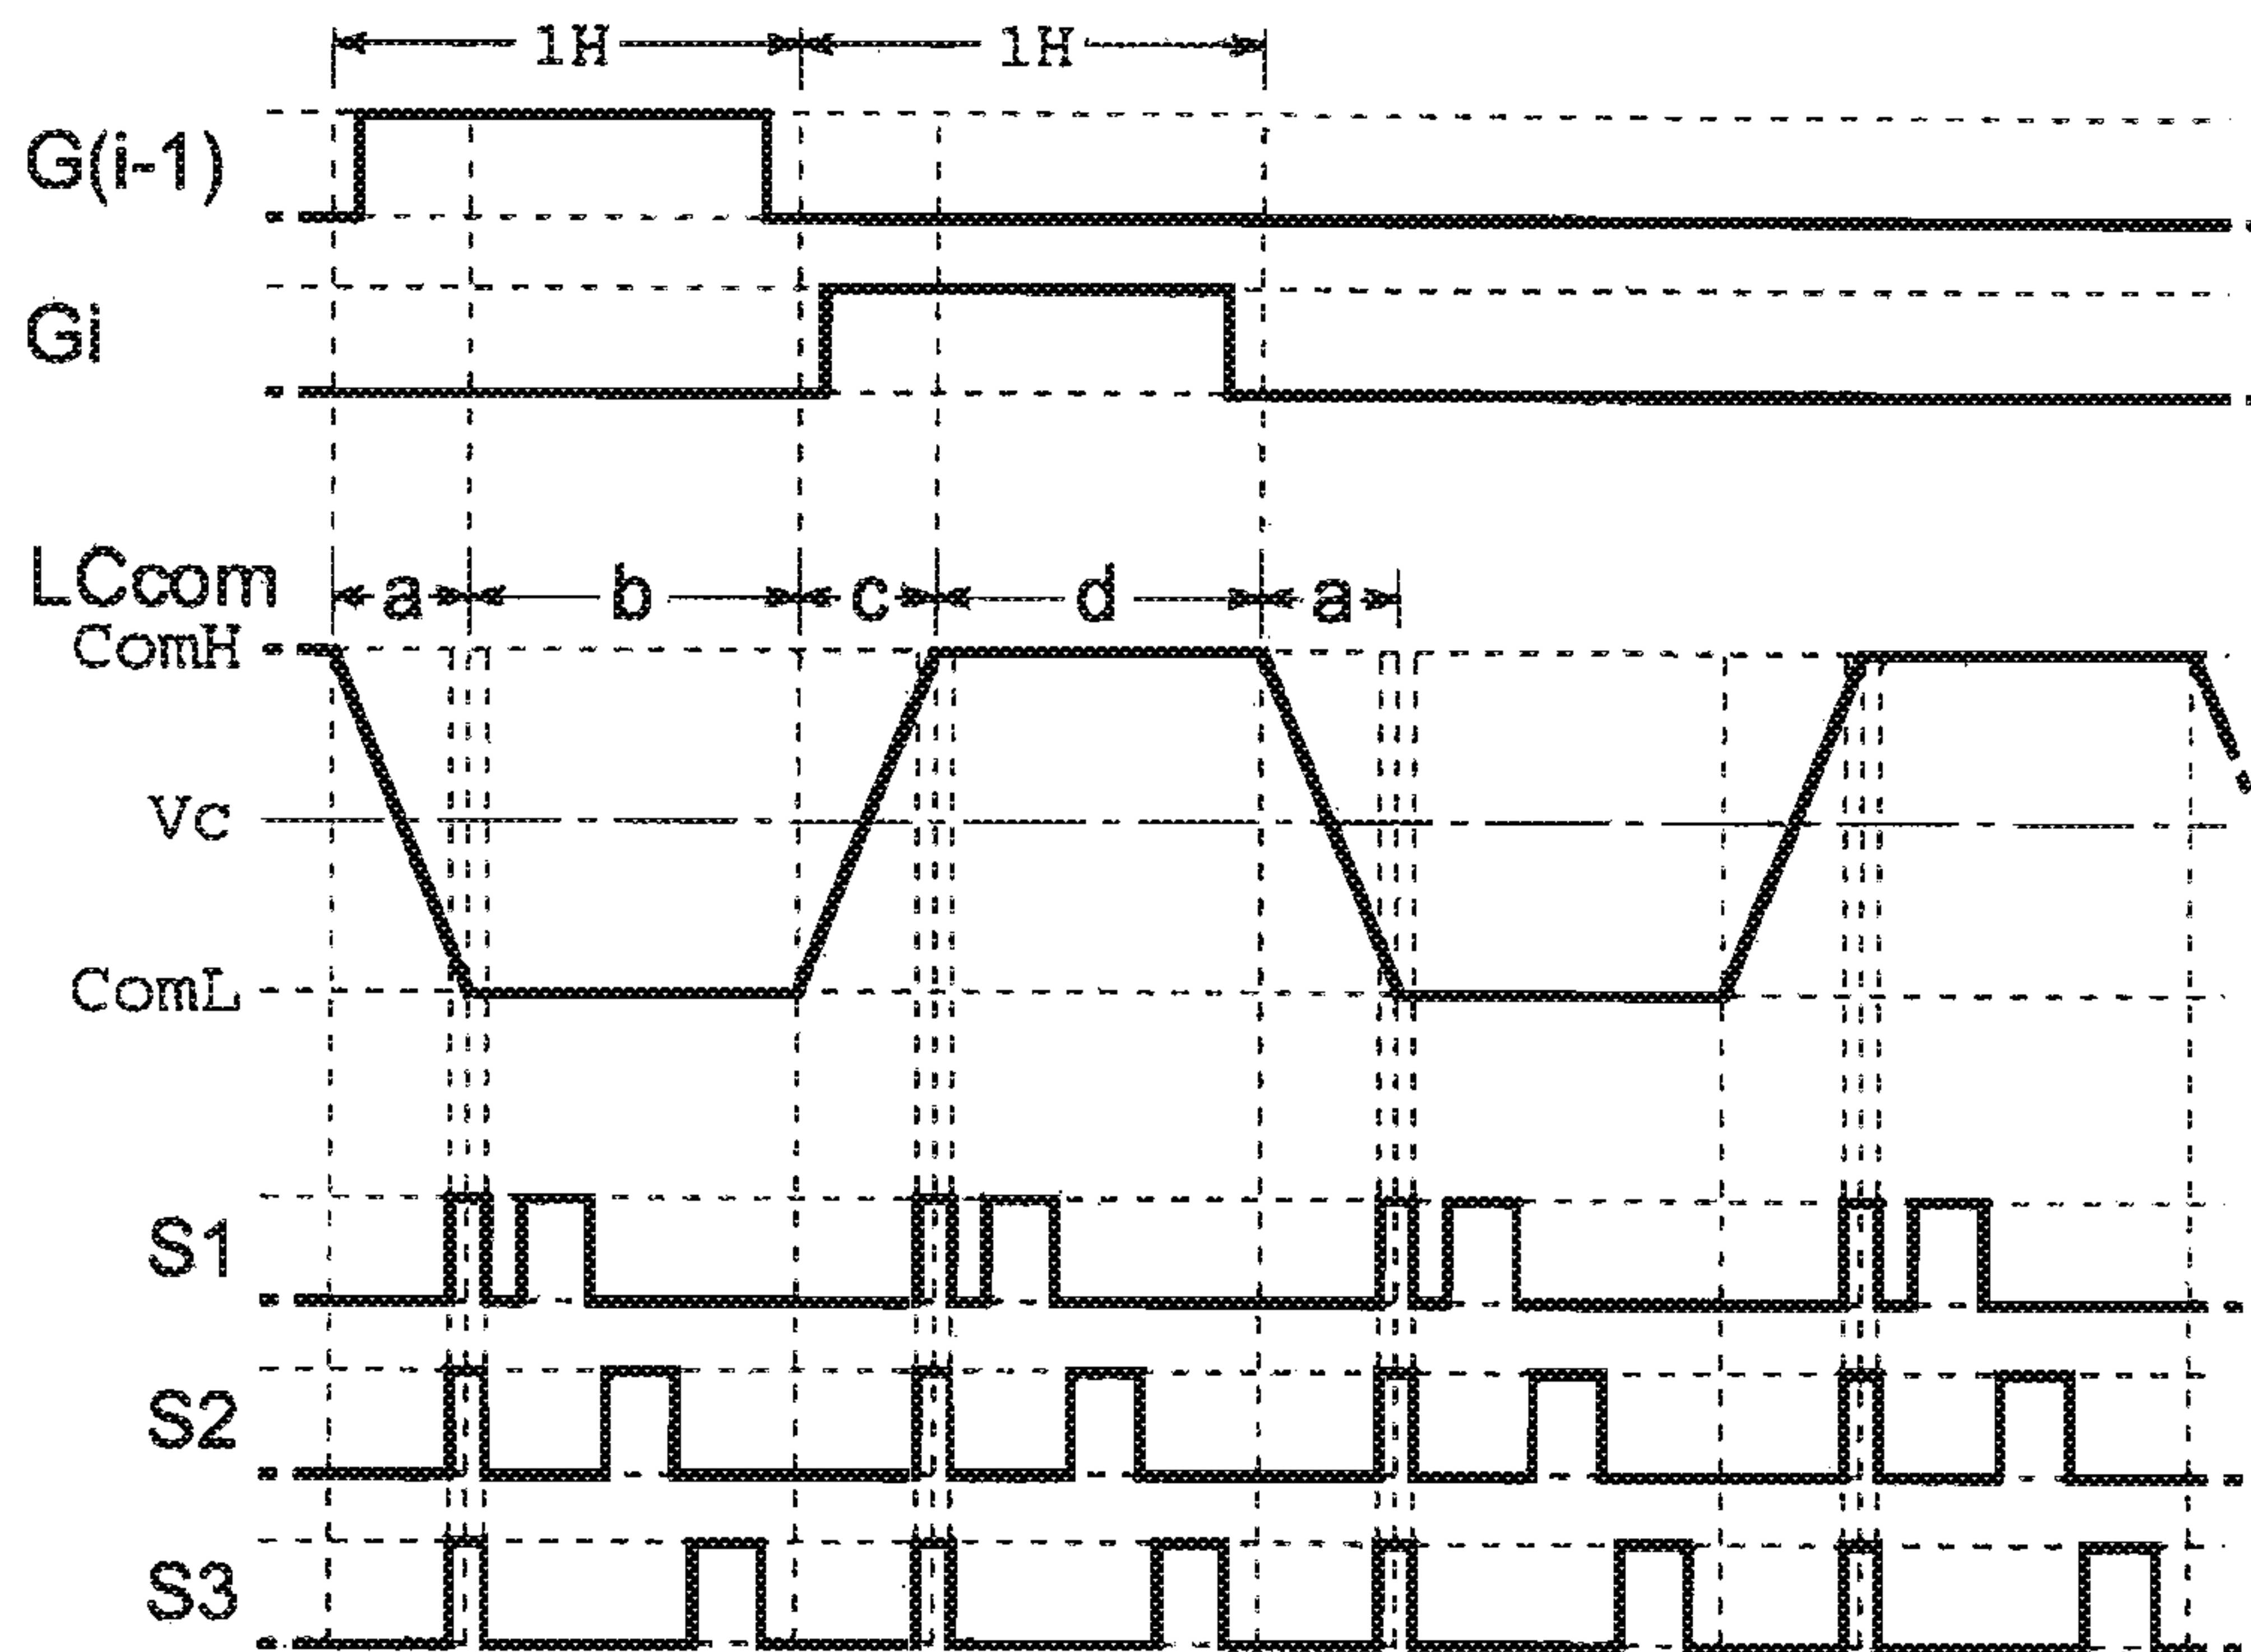 1H 1H
G(i-1)
Gi
LCcom
a b c d a
ComH
Vc
ComL
S1
S2
S3